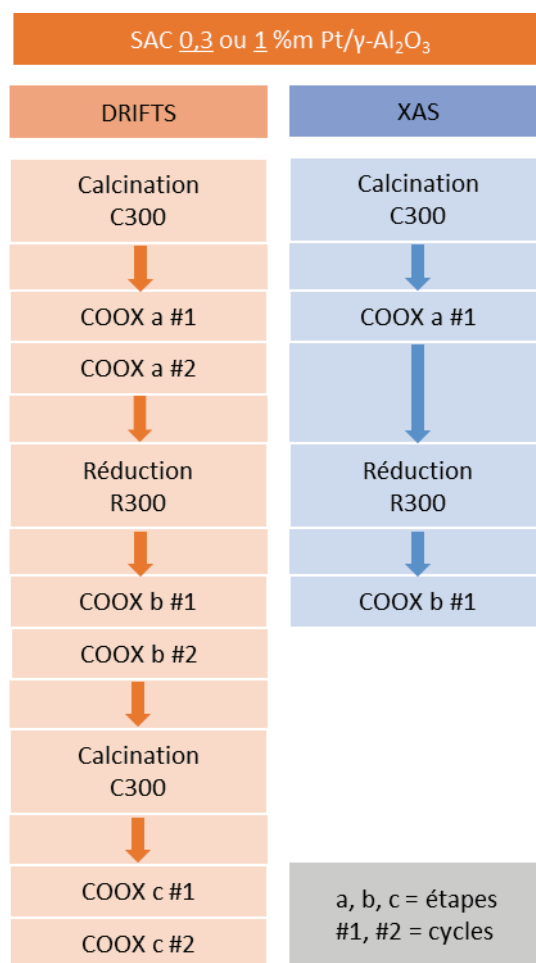 SAC 0,3 ou 1 %m Pt/γ-Al₂O₃
DRIFTS
Calcination
C300
COOX a #1
COOX a #2
Réduction
R300
COOX b #1
COOX b #2
Calcination
C300
COOX c #1
COOX c #2
XAS
Calcination
C300
COOX a #1
Réduction
R300
COOX b #1
a, b, c = étapes
#1, #2 = cycles